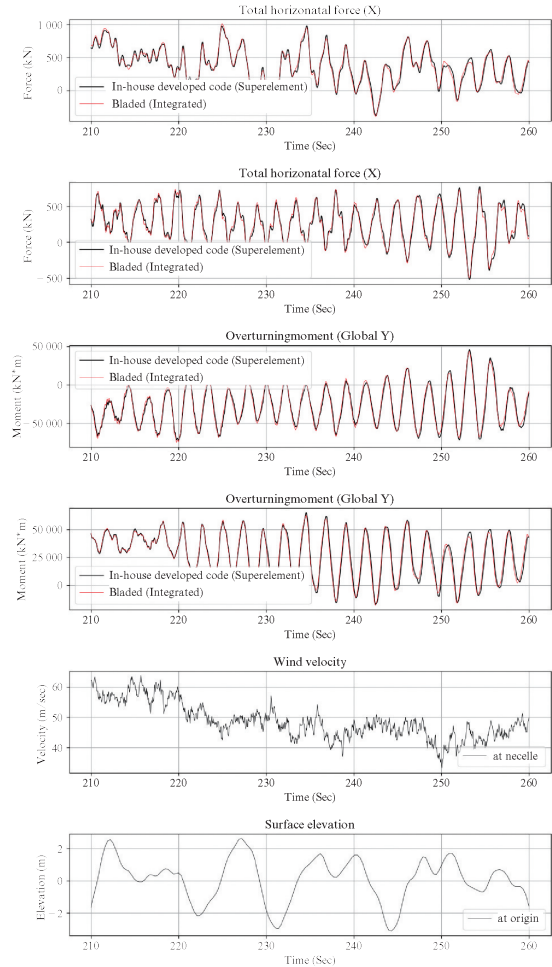 Total horizonatal force (X)
1 000
500
0
Force (kN)
In-house developed code (Superelement)
Bladed (Integrated)
210 220 230 240 250 260
Time (Sec)
Total horizonatal force (X)
500
0
−500
Force (kN)
In-house developed code (Superelement)
Bladed (Integrated)
210 220 230 240 250 260
Time (Sec)
Overturningmoment (Global Y)
50 000
0
−50 000
Moment (kN*m)
In-house developed code (Superelement)
Bladed (Integrated)
210 220 230 240 250 260
Time (Sec)
Overturningmoment (Global Y)
50 000
25 000
0
Moment (kN*m)
In-house developed code (Superelement)
Bladed (Integrated)
210 220 230 240 250 260
Time (Sec)
Wind velocity
60
50
40
Velocity (m/sec)
at necelle
210 220 230 240 250 260
Time (Sec)
Surface elevation
2
0
−2
Elevation (m)
at origin
210 220 230 240 250 260
Time (Sec)